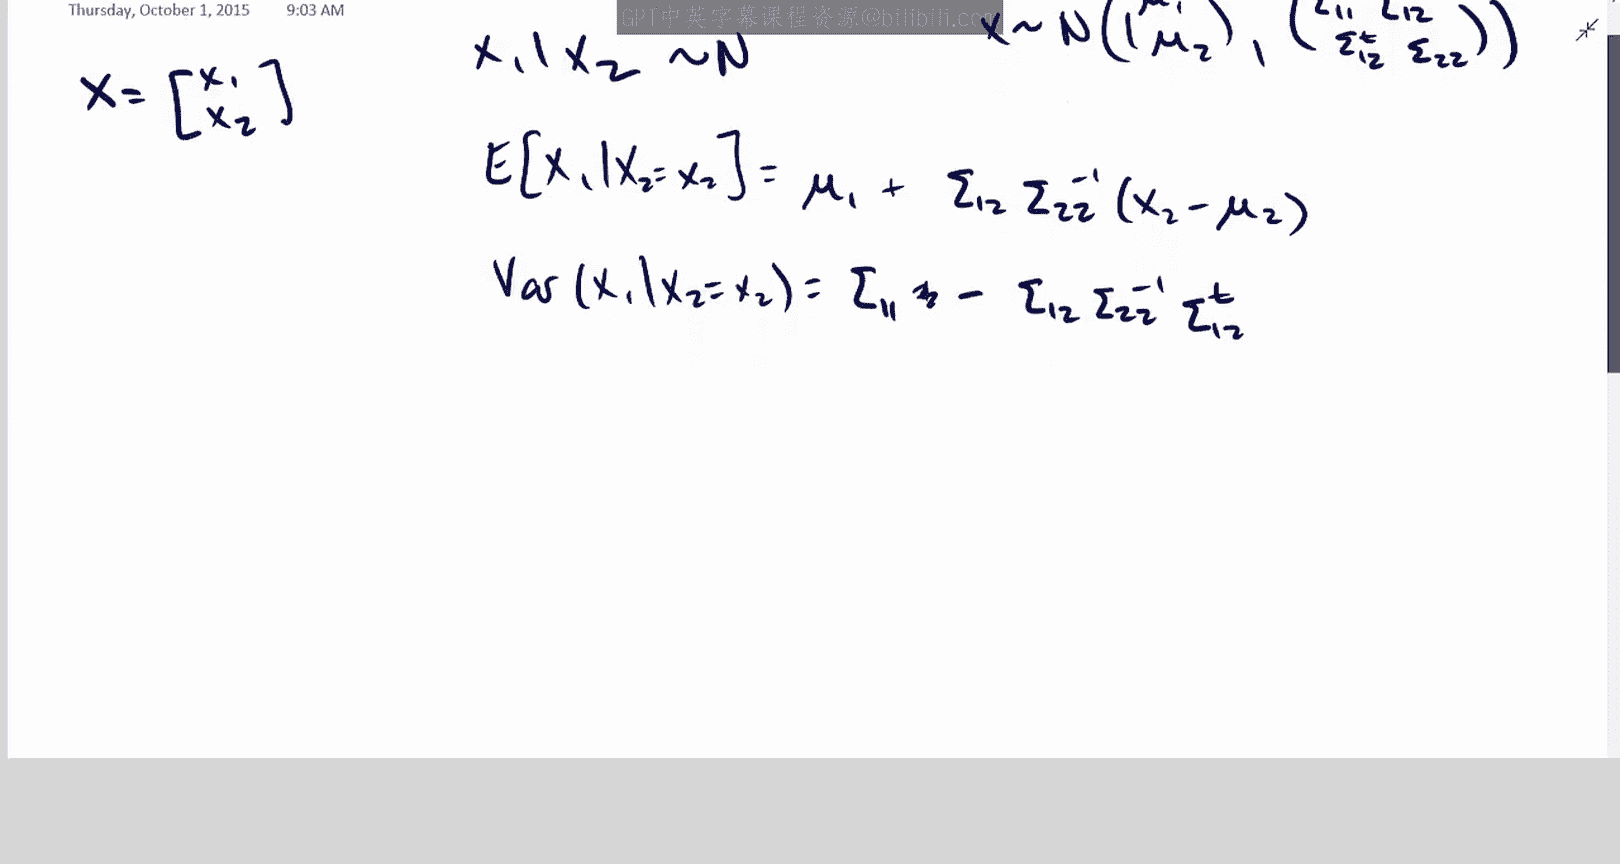 Thursday, October 1, 2015 9:03 AM
GPT中英字幕课程资源@bilibili.co
X = [x₁ x₂]
x₁ | x₂ ~ N
x ~ N((μ₁ μ₂), (Σ₁₁ Σ₁₂ Σ₁₂ᵗ Σ₂₂))
E[X₁|X₂=x₂] = μ₁ + Σ₁₂ Σ₂₂⁻¹ (x₂ - μ₂)
Var (x₁|x₂=x₂) = Σ₁₁ - Σ₁₂ Σ₂₂⁻¹ Σ₁₂ᵗ